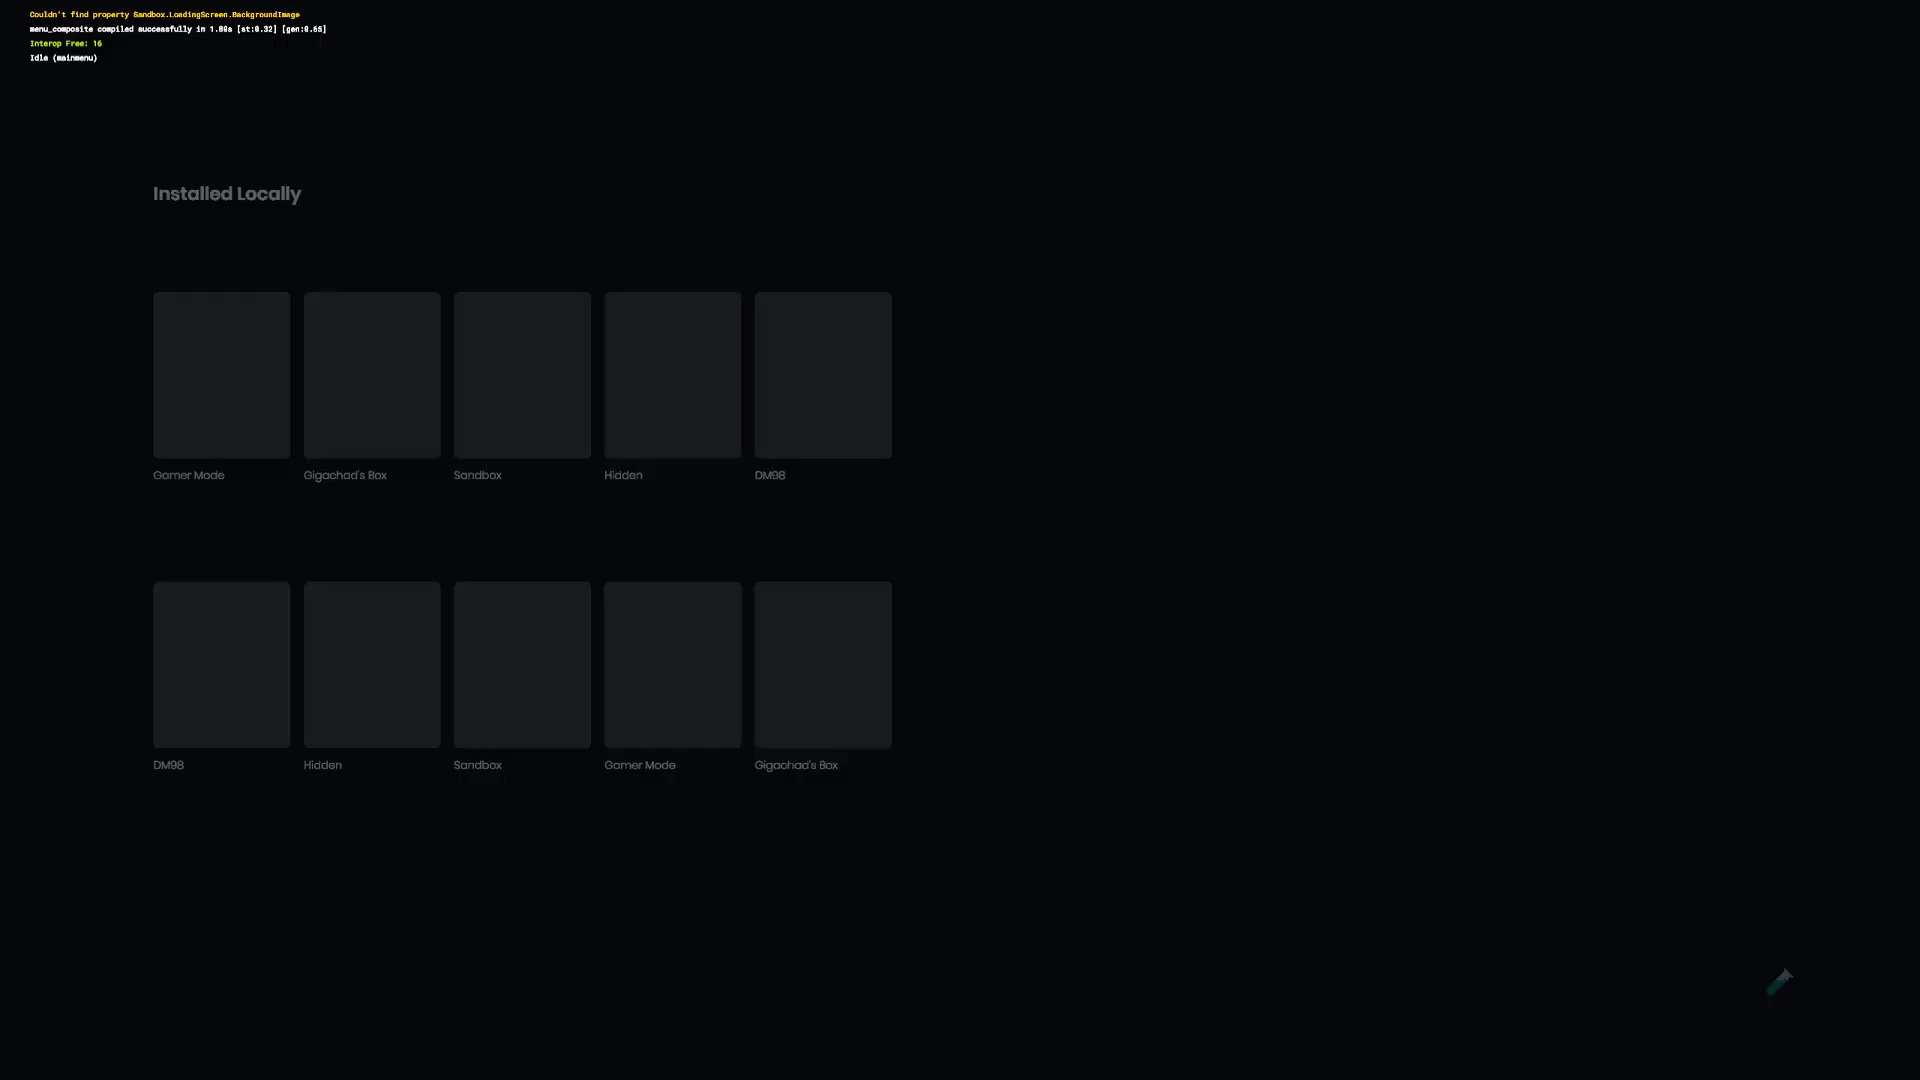 Couldn't find property Sandbox.LoadingScreen.BackgroundImage
menu_composite compiled successfully in 1.80s [st:0.32] [gen:0.65]
Interop Free: 16
Idle (mainmenu)
Installed Locally
Gamer Mode
Gigachad's Box
Sandbox
Hidden
DM98
DM98
Hidden
Sandbox
Gamer Mode
Gigachad's Box